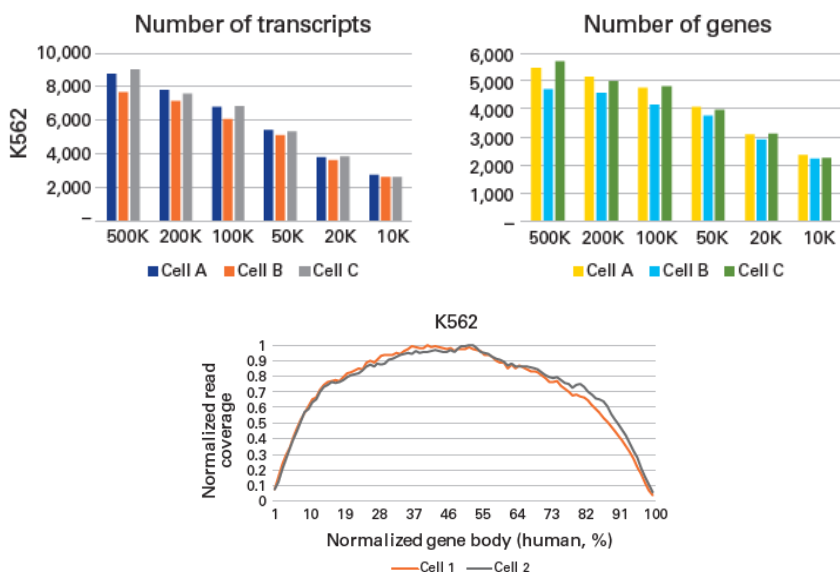 Number of transcripts
K562
10,000
8,000
6,000
4,000
2,000
–
500K 200K 100K 50K 20K 10K
Cell A Cell B Cell C
Number of genes
6,000
5,000
4,000
3,000
2,000
1,000
–
500K 200K 100K 50K 20K 10K
Cell A Cell B Cell C
K562
Normalized read
coverage
1
0.9
0.8
0.7
0.6
0.5
0.4
0.3
0.2
0.1
0
1 10 19 28 37 46 55 64 73 82 91 100
Normalized gene body (human, %)
Cell 1 Cell 2